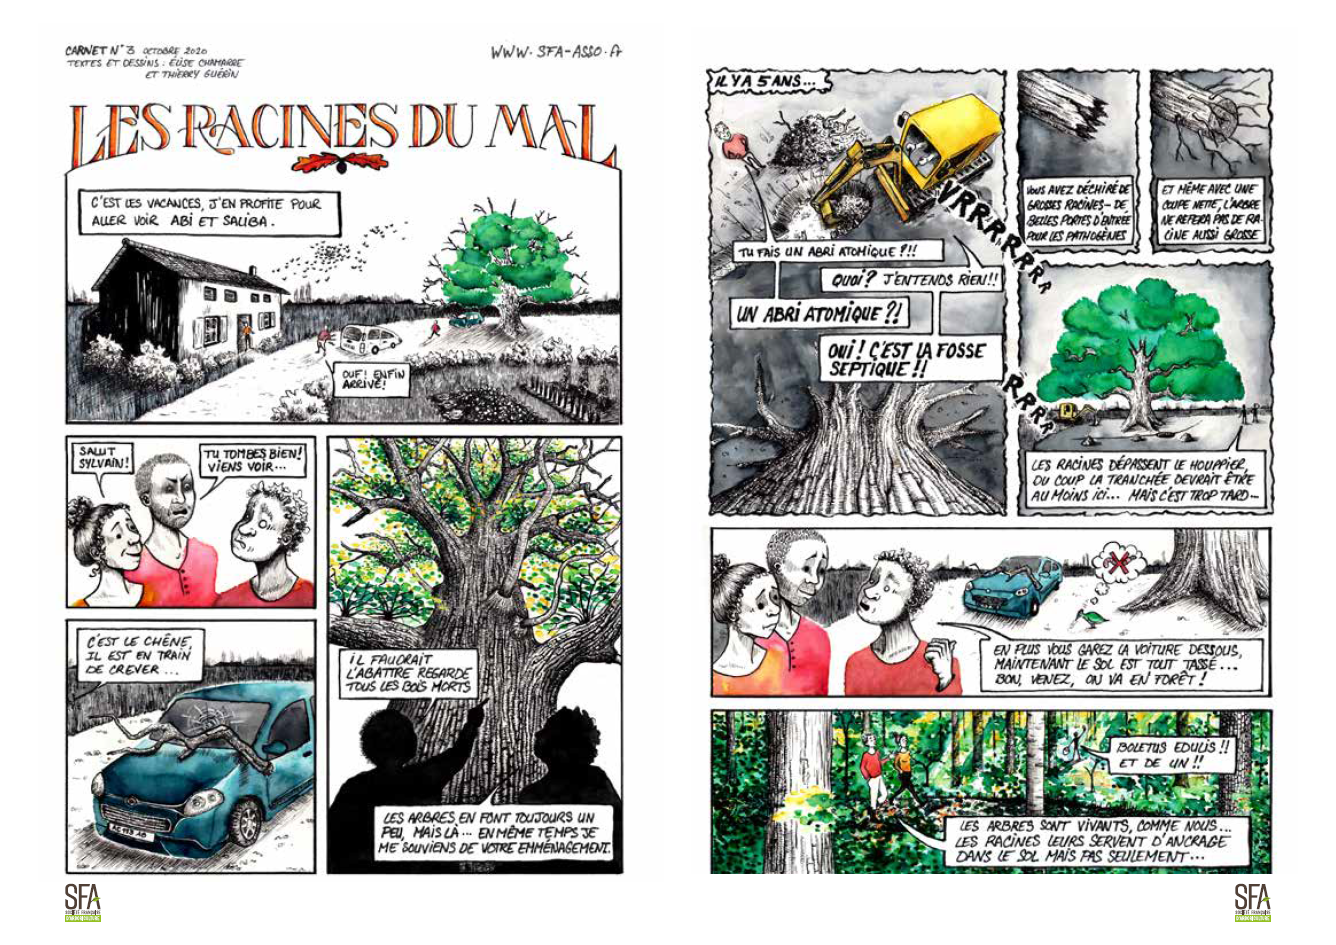 CARNET N°3 OCTOBRE 2020
TEXTES ET DESSINS : ÉLISE CHAMARRE
ET THIERRY GUÉRIN
WWW.SFA-ASSO.fr
LES RACINES DU MAL
C'EST LES VACANCES, J'EN PROFITE POUR
ALLER VOIR ABI ET SALIBA.
OUF! ENFIN
ARRIVÉ!
SALUT
SYLVAIN!
TU TOMBES BIEN!
VIENS VOIR...
C'EST LE CHÊNE,
IL EST EN TRAIN
DE CREVER...
IL FAUDRAIT
L'ABATTRE REGARDE
TOUS LES BOIS MORTS
LES ARBRES EN FONT TOUJOURS UN
PEU, MAIS LÀ... EN MÊME TEMPS JE
ME SOUVIENS DE VOTRE EMMÉNAGEMENT.
SFA
SOCIÉTÉ FRANÇAISE
D'ARBORICULTURE
IL Y A 5 ANS...
VRRRRRRRR
TU FAIS UN ABRI ATOMIQUE?!!
QUOI? J'ENTENDS RIEN!!
UN ABRI ATOMIQUE?!
OUI! C'EST LA FOSSE
SEPTIQUE!!
RRRR
VOUS AVEZ DÉCHIRÉ DE
GROSSES RACINES - DE
BELLES PORTES D'ENTRÉE
POUR LES PATHOGÈNES
ET MÊME AVEC UNE
COUPE NETTE, L'ARBRE
NE REFERA PAS DE RA-
CINE AUSSI GROSSE
LES RACINES DÉPASSENT LE HOUPPIER,
DU COUP LA TRANCHÉE DEVRAIT ÊTRE
AU MOINS ICI... MAIS C'EST TROP TARD...
EN PLUS VOUS GAREZ LA VOITURE DESSOUS,
MAINTENANT LE SOL EST TOUT TASSÉ...
BON, VENEZ, ON VA EN FORÊT!
BOLETUS EDULIS!!
ET DE UN!!
LES ARBRES SONT VIVANTS, COMME NOUS...
LES RACINES LEURS SERVENT D'ANCRAGE
DANS LE SOL MAIS PAS SEULEMENT...
SFA
SOCIÉTÉ FRANÇAISE
D'ARBORICULTURE